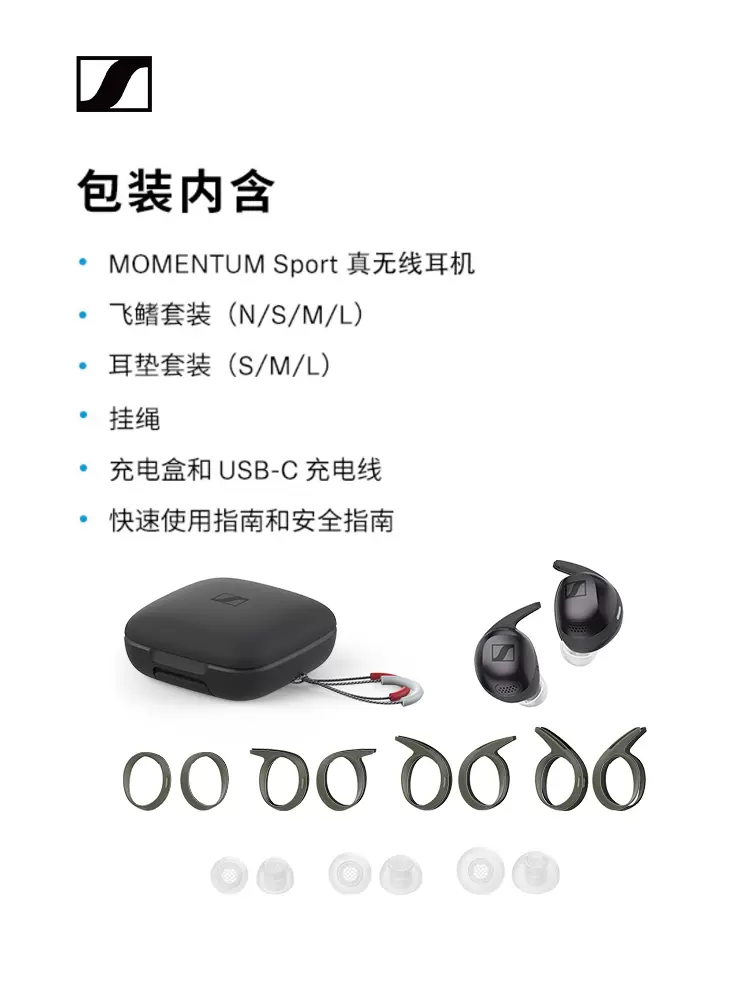 包装内含
MOMENTUM Sport 真无线耳机
飞鳍套装（N/S/M/L）
耳垫套装（S/M/L）
挂绳
充电盒和 USB-C 充电线
快速使用指南和安全指南